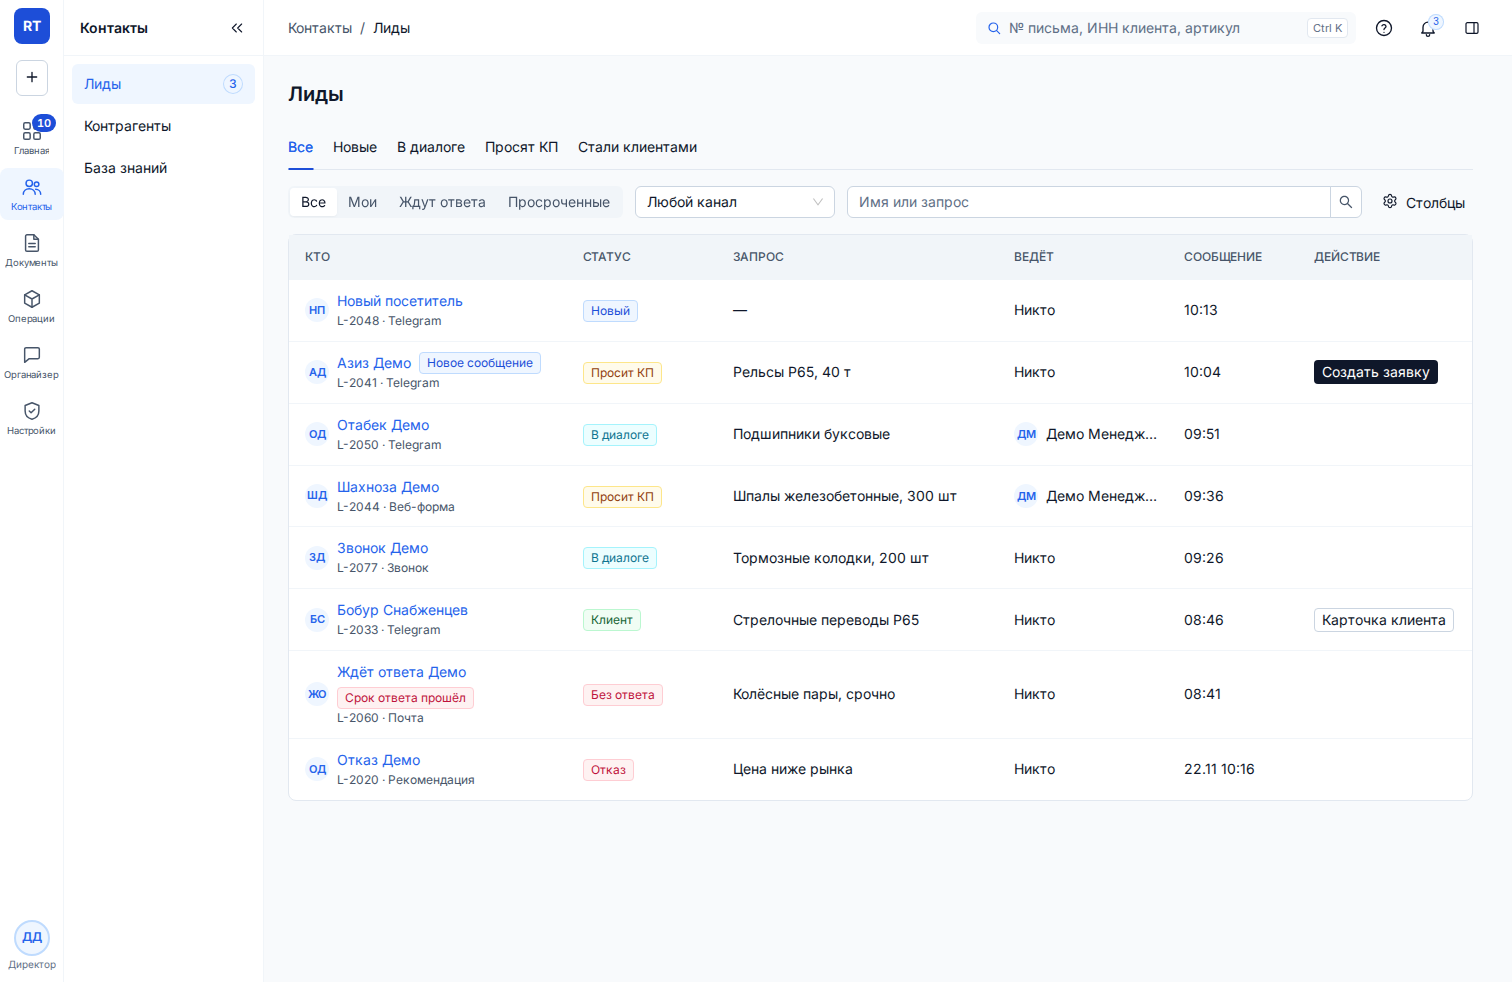 RT
Контакты
Контакты / Лиды
№ письма, ИНН клиента, артикул
Ctrl K
3
Лиды
3
Контрагенты
База знаний
10
Главная
Контакты
Документы
Операции
Органайзер
Настройки
ДД
Директор
Лиды
Все Новые В диалоге Просят КП Стали клиентами
Все Мои Ждут ответа Просроченные
Любой канал
Имя или запрос
Столбцы
КТО СТАТУС ЗАПРОС ВЕДЁТ СООБЩЕНИЕ ДЕЙСТВИЕ
НП Новый посетитель
L-2048 · Telegram
Новый — Никто 10:13
АД Азиз Демо Новое сообщение
L-2041 · Telegram
Просит КП Рельсы Р65, 40 т Никто 10:04 Создать заявку
ОД Отабек Демо
L-2050 · Telegram
В диалоге Подшипники буксовые ДМ Демо Менедж... 09:51
ШД Шахноза Демо
L-2044 · Веб-форма
Просит КП Шпалы железобетонные, 300 шт ДМ Демо Менедж... 09:36
ЗД Звонок Демо
L-2077 · Звонок
В диалоге Тормозные колодки, 200 шт Никто 09:26
БС Бобур Снабженцев
L-2033 · Telegram
Клиент Стрелочные переводы Р65 Никто 08:46 Карточка клиента
ЖО Ждёт ответа Демо
Срок ответа прошёл
L-2060 · Почта
Без ответа Колёсные пары, срочно Никто 08:41
ОД Отказ Демо
L-2020 · Рекомендация
Отказ Цена ниже рынка Никто 22.11 10:16